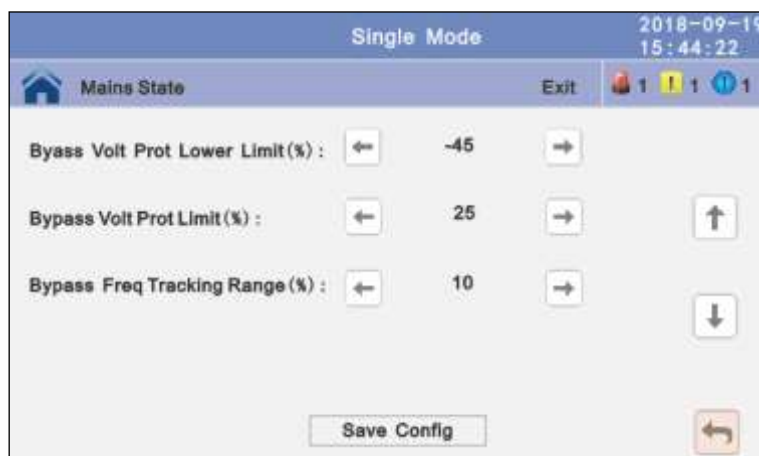 Single Mode
2018-09-19
15:44:22
Mains State Exit 1 ! 1 1
Byass Volt Prot Lower Limit(%) : -45
Bypass Volt Prot Limit(%) : 25
Bypass Freq Tracking Range(%) : 10
Save Config